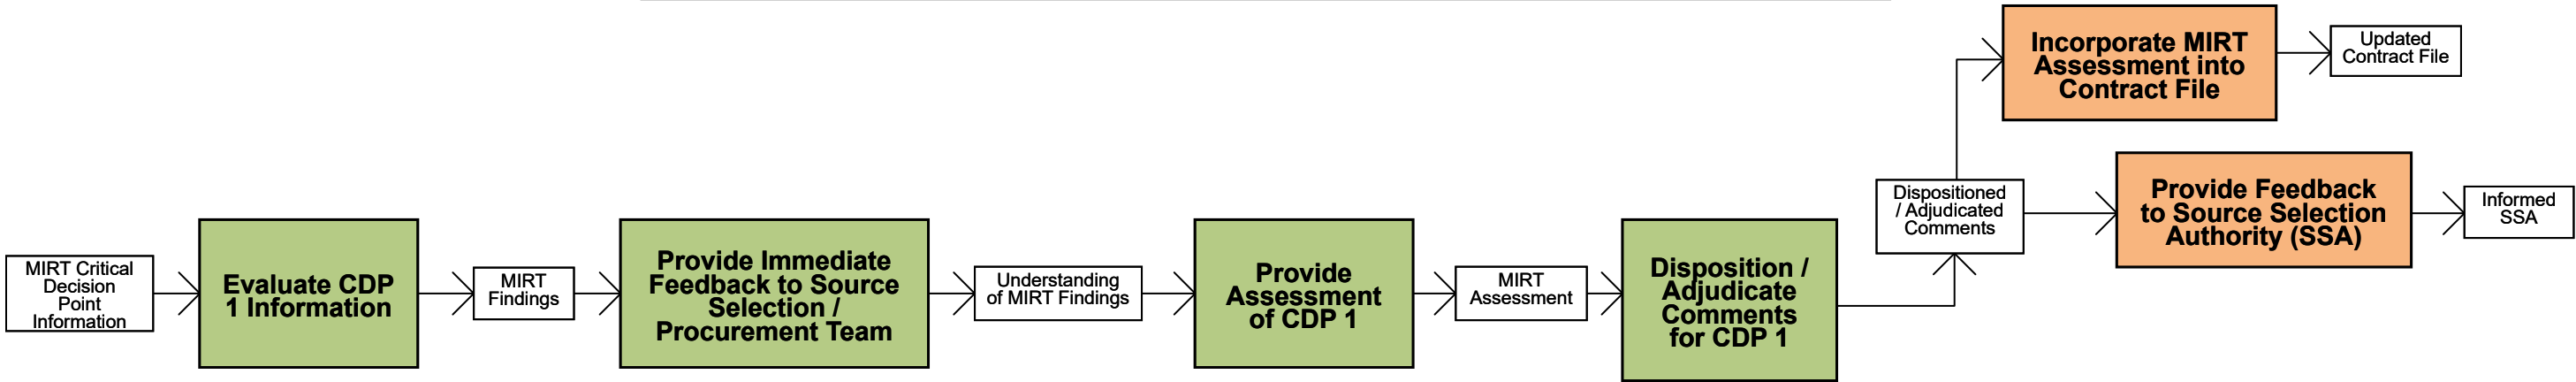 MIRT Critical
Decision
Point
Information
Evaluate CDP
1 Information
MIRT
Findings
Provide Immediate
Feedback to Source
Selection /
Procurement Team
Understanding
of MIRT Findings
Provide
Assessment
of CDP 1
MIRT
Assessment
Disposition /
Adjudicate
Comments
for CDP 1
Dispositioned
/ Adjudicated
Comments
Incorporate MIRT
Assessment into
Contract File
Updated
Contract File
Provide Feedback
to Source Selection
Authority (SSA)
Informed
SSA